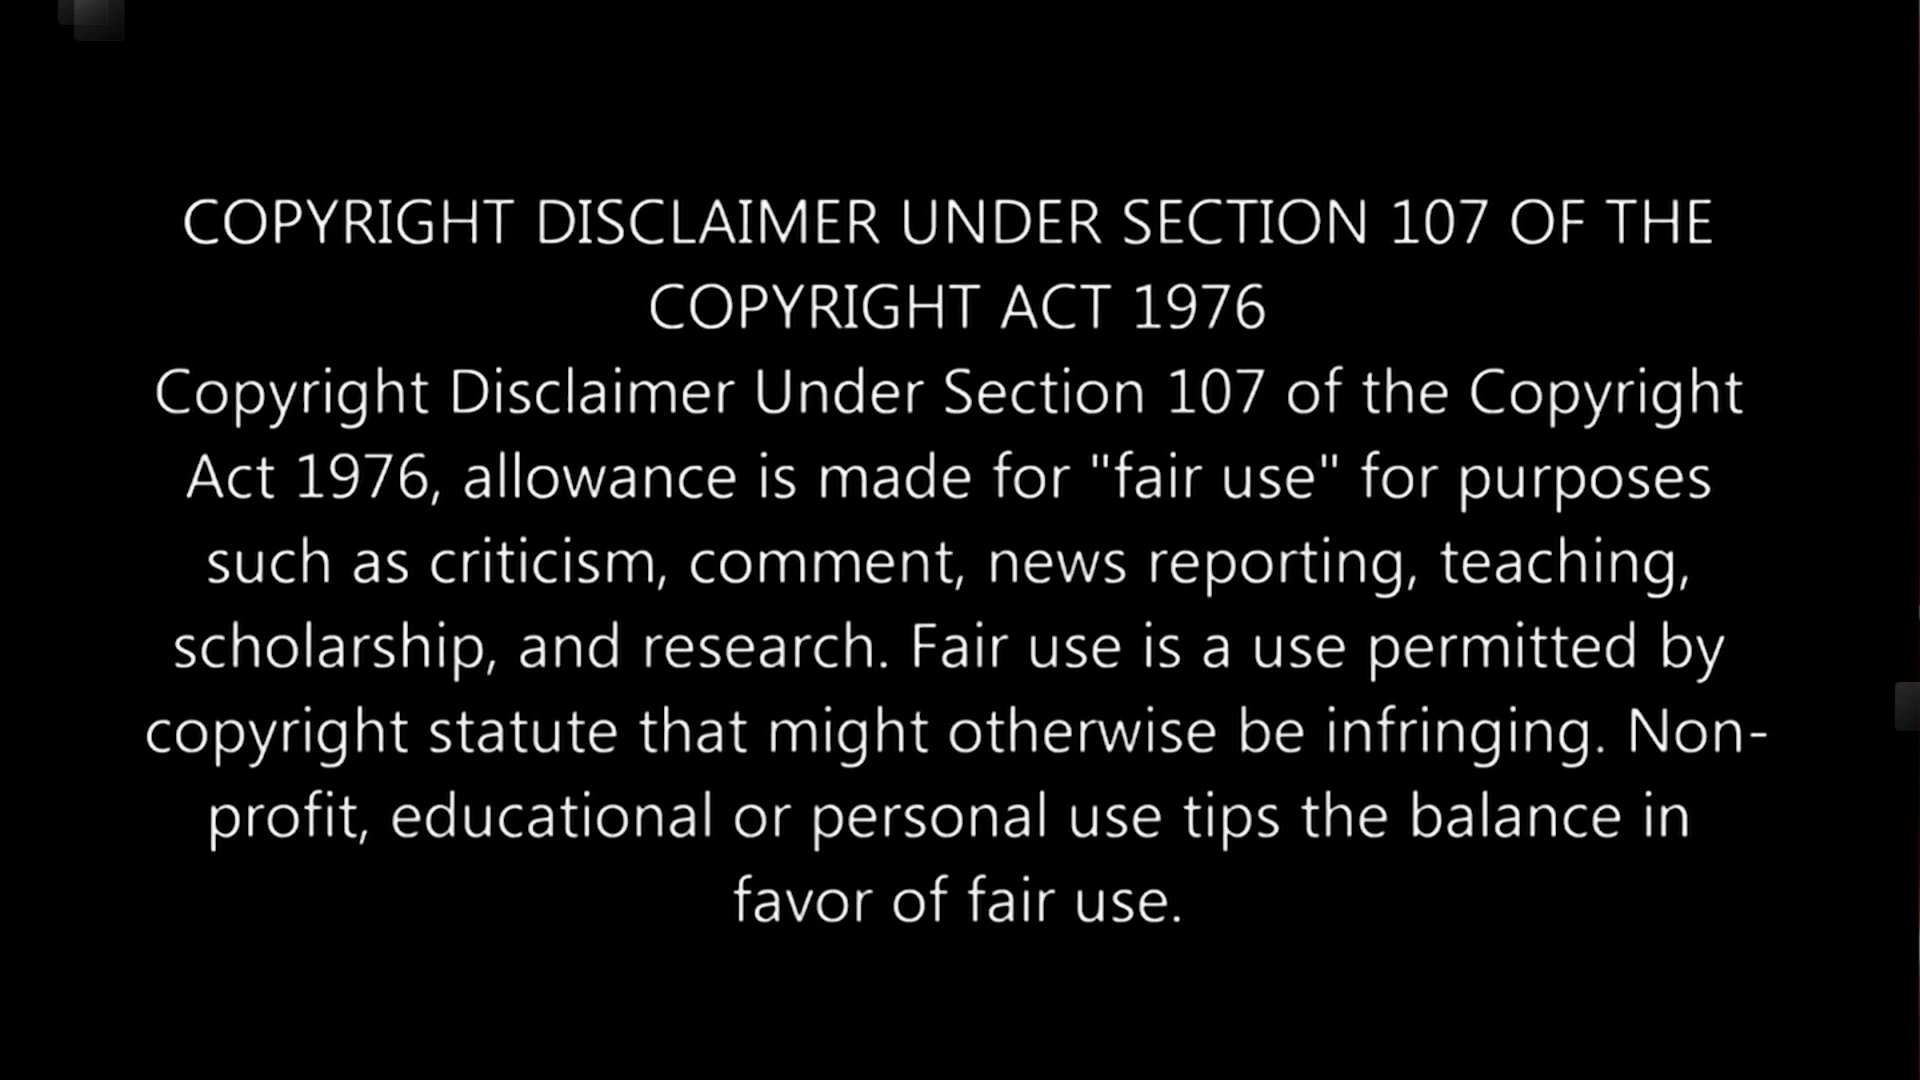 COPYRIGHT DISCLAIMER UNDER SECTION 107 OF THE
COPYRIGHT ACT 1976
Copyright Disclaimer Under Section 107 of the Copyright
Act 1976, allowance is made for "fair use" for purposes
such as criticism, comment, news reporting, teaching,
scholarship, and research. Fair use is a use permitted by
copyright statute that might otherwise be infringing. Non-
profit, educational or personal use tips the balance in
favor of fair use.